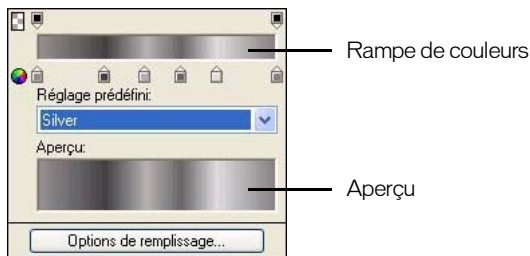 Rampe de couleurs
Réglage prédéfini:
Silver
Aperçu:
Aperçu
Options de remplissage...